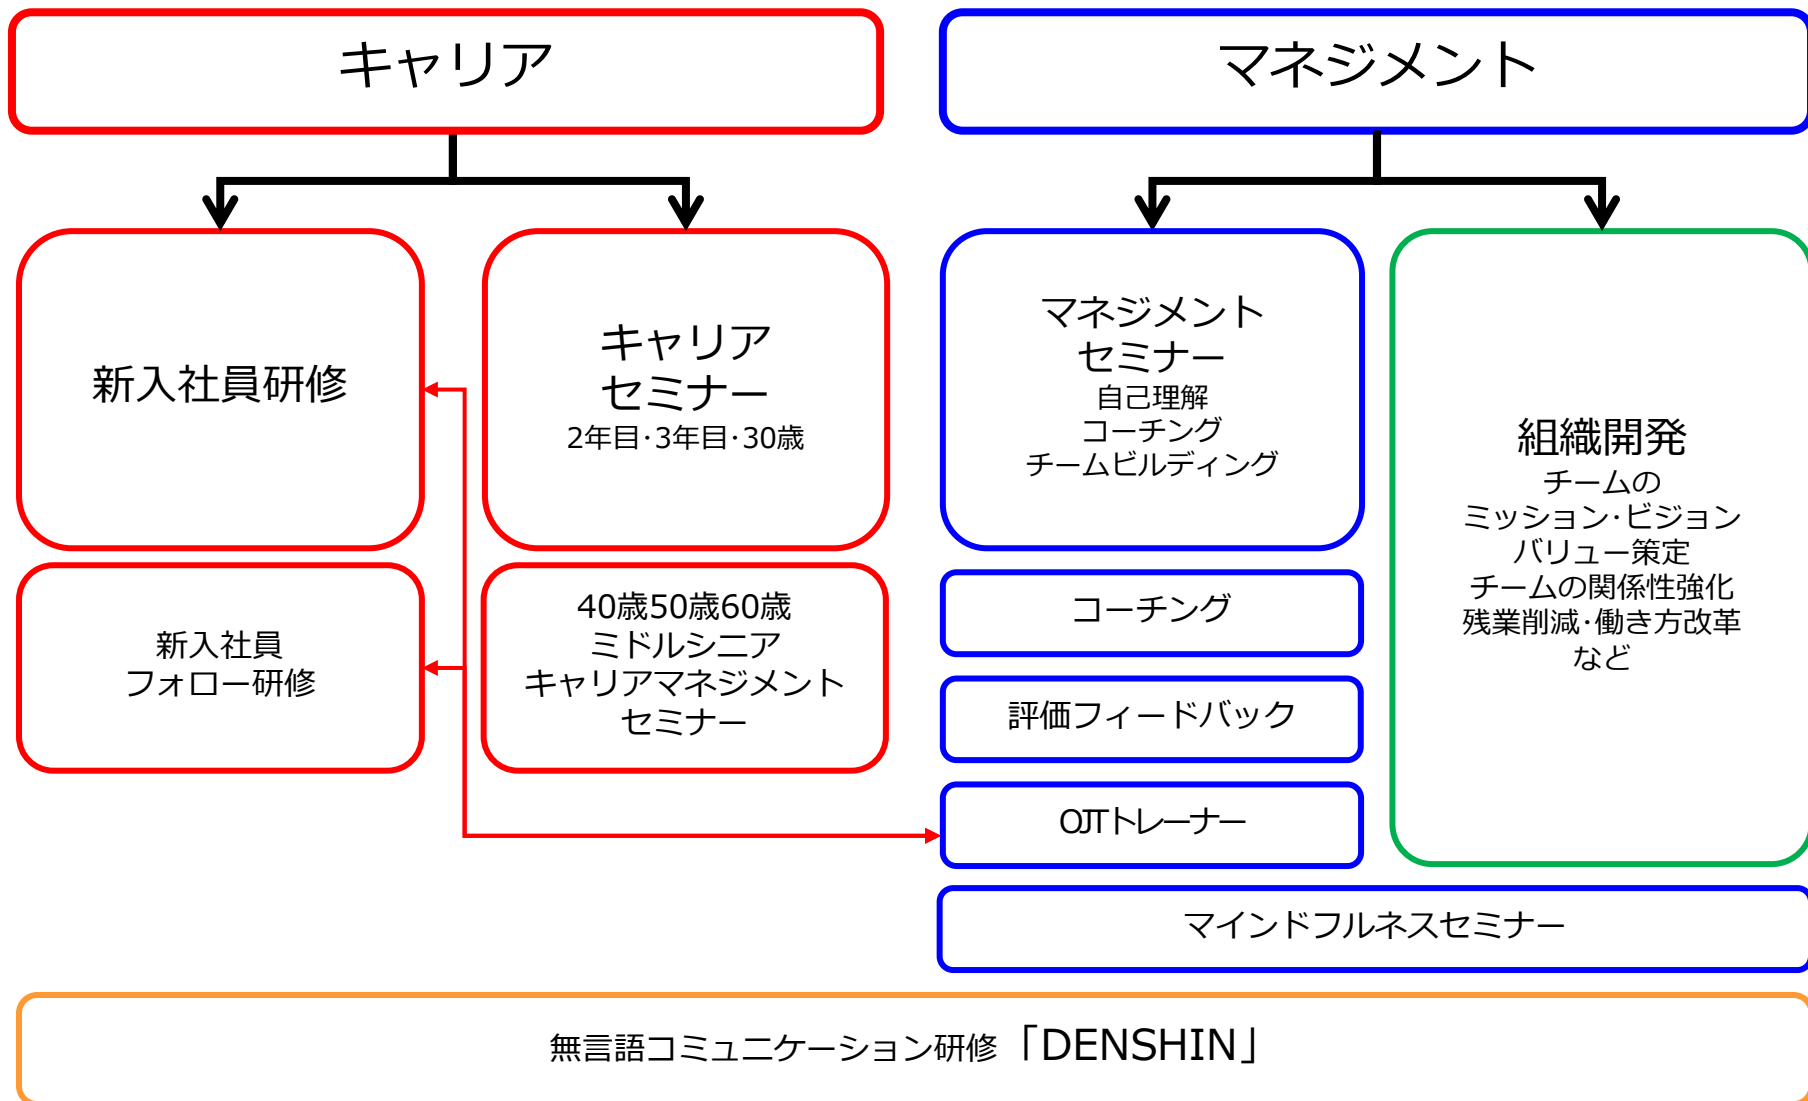 キャリア
マネジメント
新入社員研修
キャリア
セミナー
2年目･3年目･30歳
マネジメント
セミナー
自己理解
コーチング
チームビルディング
組織開発
チームの
ミッション･ビジョン
バリュー策定
チームの関係性強化
残業削減･働き方改革
など
新入社員
フォロー研修
40歳50歳60歳
ミドルシニア
キャリアマネジメント
セミナー
コーチング
評価フィードバック
OJTトレーナー
マインドフルネスセミナー
無言語コミュニケーション研修「DENSHIN」